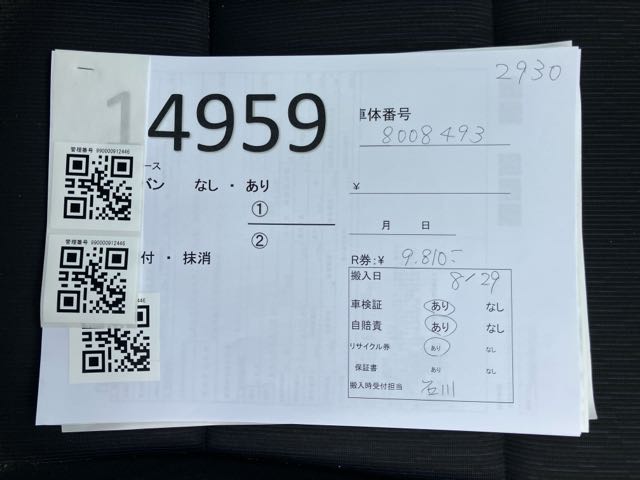 2930
14959
車体番号
8008493
管理番号 990000912446
ース
バン なし・あり
¥
①
月 日
②
管理番号 990000912446
付・抹消
R券:¥ 9.810-
搬入日 8/29
車検証 あり なし
自賠責 あり なし
リサイクル券 あり なし
保証書 あり なし
搬入時受付担当 石川